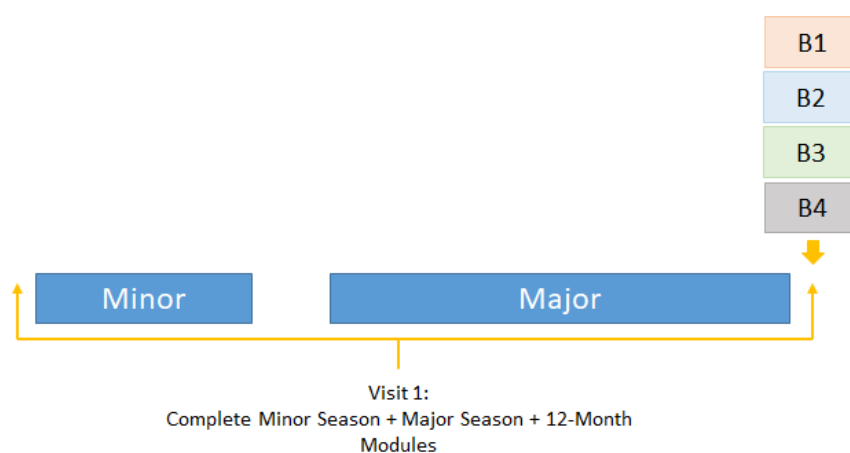 B1
B2
B3
B4
Minor
Major
Visit 1:
Complete Minor Season + Major Season + 12-Month
Modules